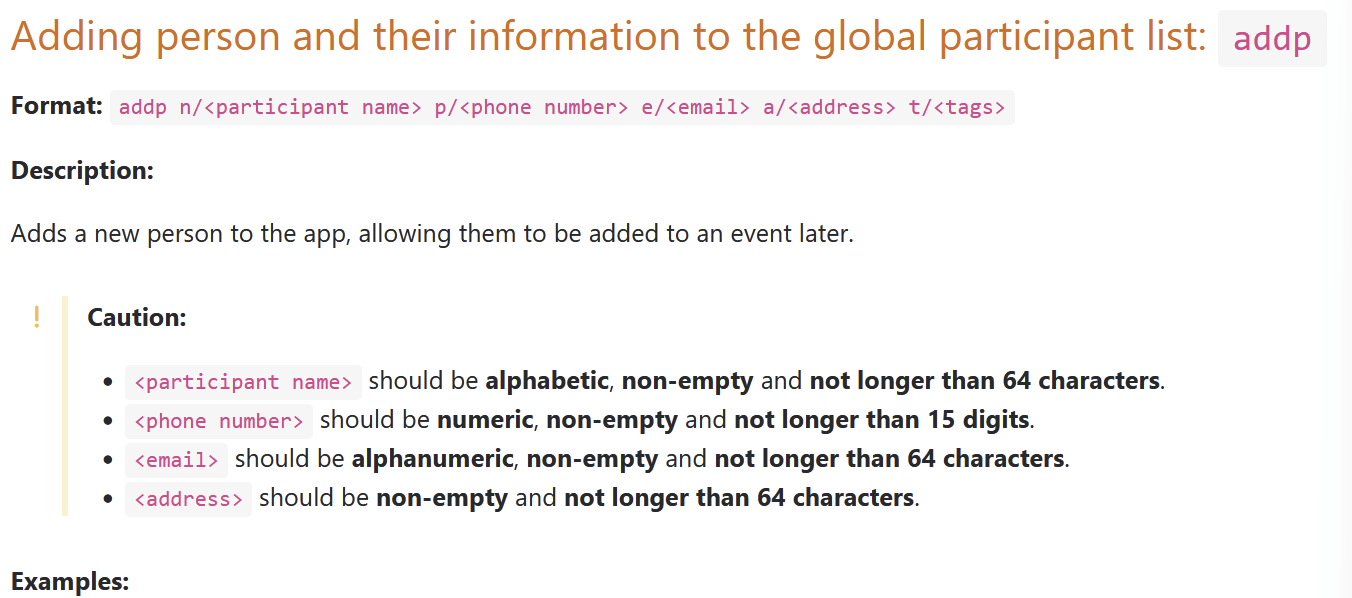 Adding person and their information to the global participant list: addp
Format: addp n/<participant name> p/<phone number> e/<email> a/<address> t/<tags>
Description:
Adds a new person to the app, allowing them to be added to an event later.
!
Caution:
• <participant name> should be alphabetic, non-empty and not longer than 64 characters.
• <phone number> should be numeric, non-empty and not longer than 15 digits.
• <email> should be alphanumeric, non-empty and not longer than 64 characters.
• <address> should be non-empty and not longer than 64 characters.
Examples: